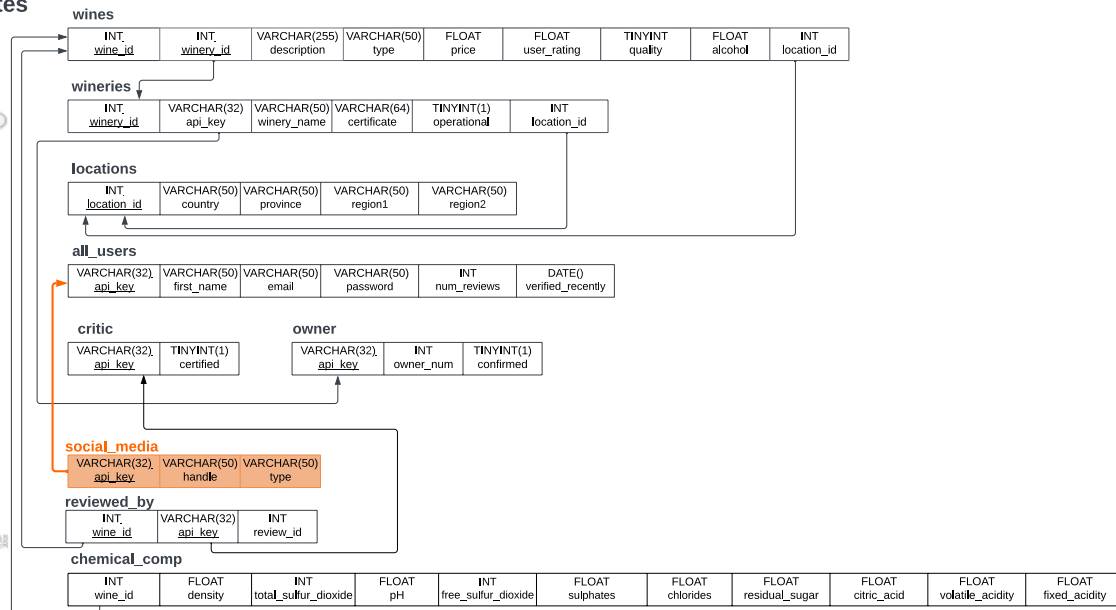 tes
wines
INT INT VARCHAR(255) VARCHAR(50) FLOAT FLOAT TINYINT FLOAT INT
wine_id winery_id description type price user_rating quality alcohol location_id
wineries
INT VARCHAR(32) VARCHAR(50) VARCHAR(64) TINYINT(1) INT
winery_id api_key winery_name certificate operational location_id
locations
INT VARCHAR(50) VARCHAR(50) VARCHAR(50) VARCHAR(50)
location_id country province region1 region2
all_users
VARCHAR(32) VARCHAR(50) VARCHAR(50) VARCHAR(50) INT DATE()
api_key first_name email password num_reviews verified_recently
critic owner
VARCHAR(32) TINYINT(1) VARCHAR(32) INT TINYINT(1)
api_key certified api_key owner_num confirmed
social_media
VARCHAR(32) VARCHAR(50) VARCHAR(50)
api_key handle type
reviewed_by
INT VARCHAR(32) INT
wine_id api_key review_id
chemical_comp
INT FLOAT INT FLOAT INT FLOAT FLOAT FLOAT FLOAT FLOAT FLOAT
wine_id density total_sulfur_dioxide pH free_sulfur_dioxide sulphates chlorides residual_sugar citric_acid volatile_acidity fixed_acidity